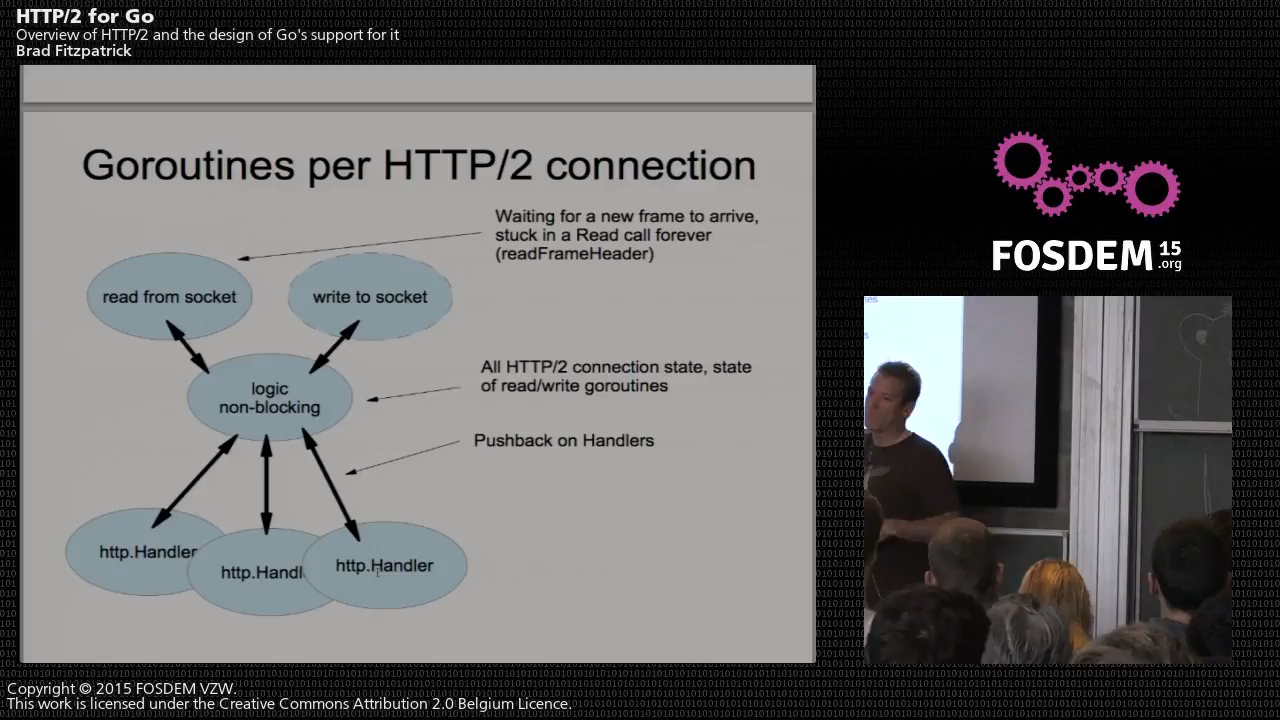 HTTP/2 for Go
Overview of HTTP/2 and the design of Go's support for it
Brad Fitzpatrick
Goroutines per HTTP/2 connection
Waiting for a new frame to arrive,
stuck in a Read call forever
(readFrameHeader)
read from socket
write to socket
All HTTP/2 connection state, state
of read/write goroutines
logic
non-blocking
Pushback on Handlers
http.Handler
http.Handl
http.Handler
FOSDEM 15
.org
Copyright © 2015 FOSDEM VZW.
This work is licensed under the Creative Commons Attribution 2.0 Belgium Licence.